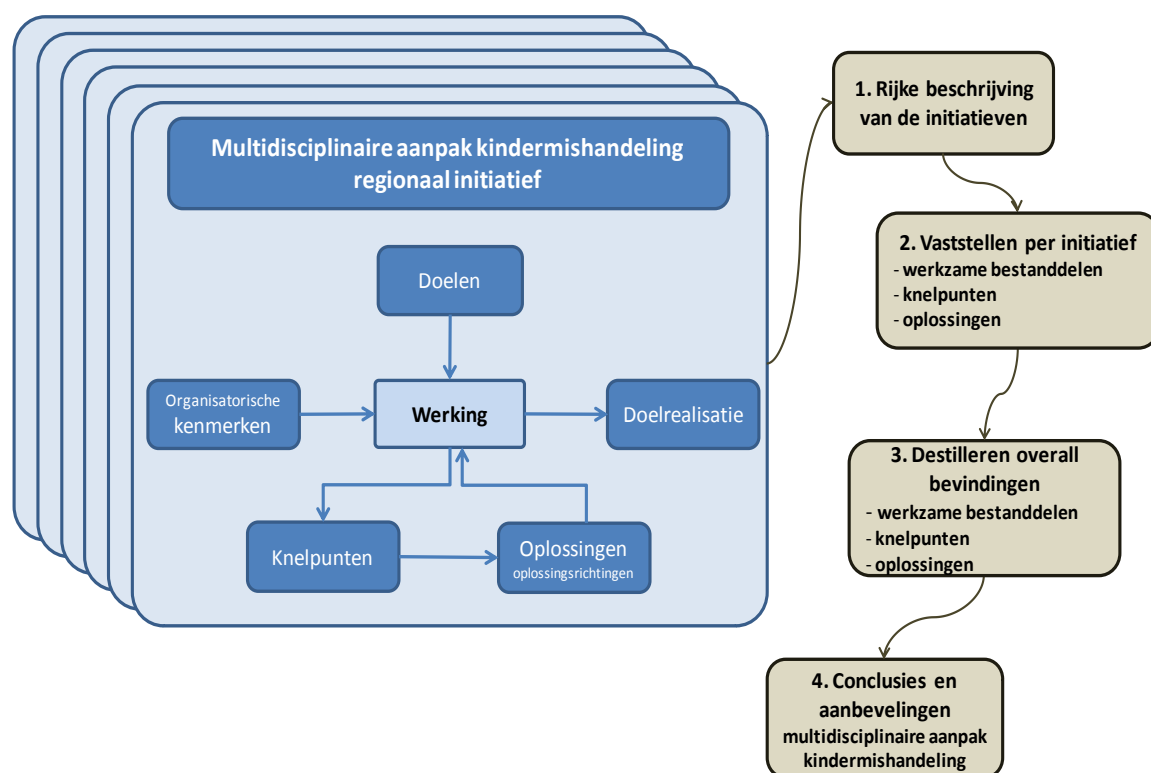 Multidisciplinaire aanpak kindermishandeling
regionaal initiatief
Doelen
Organisatorische
kenmerken
Werking
Doelrealisatie
Knelpunten
Oplossingen
oplossingsrichtingen
1. Rijke beschrijving
van de initiatieven
2. Vaststellen per initiatief
- werkzame bestanddelen
- knelpunten
- oplossingen
3. Destilleren overall
bevindingen
- werkzame bestanddelen
- knelpunten
- oplossingen
4. Conclusies en
aanbevelingen
multidisciplinaire aanpak
kindermishandeling